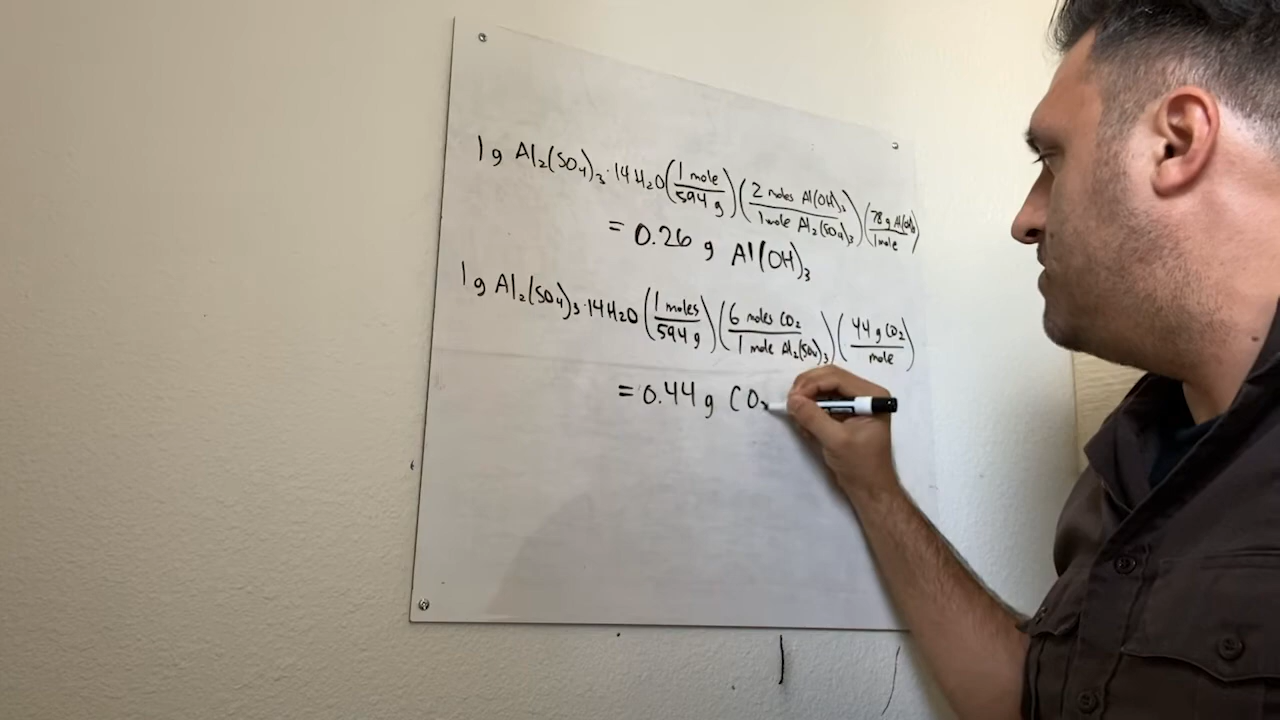 1 g Al₂(SO₄)₃·14H₂O(1 mole/594 g)(2 moles Al(OH)₃/1 mole Al₂(SO₄)₃)(78 g Al(OH)₃/1 mole)
= 0.26 g Al(OH)₃
1 g Al₂(SO₄)₃·14H₂O(1 moles/594 g)(6 moles CO₂/1 mole Al₂(SO₄)₃)(44 g CO₂/mole)
= 0.44 g CO₂